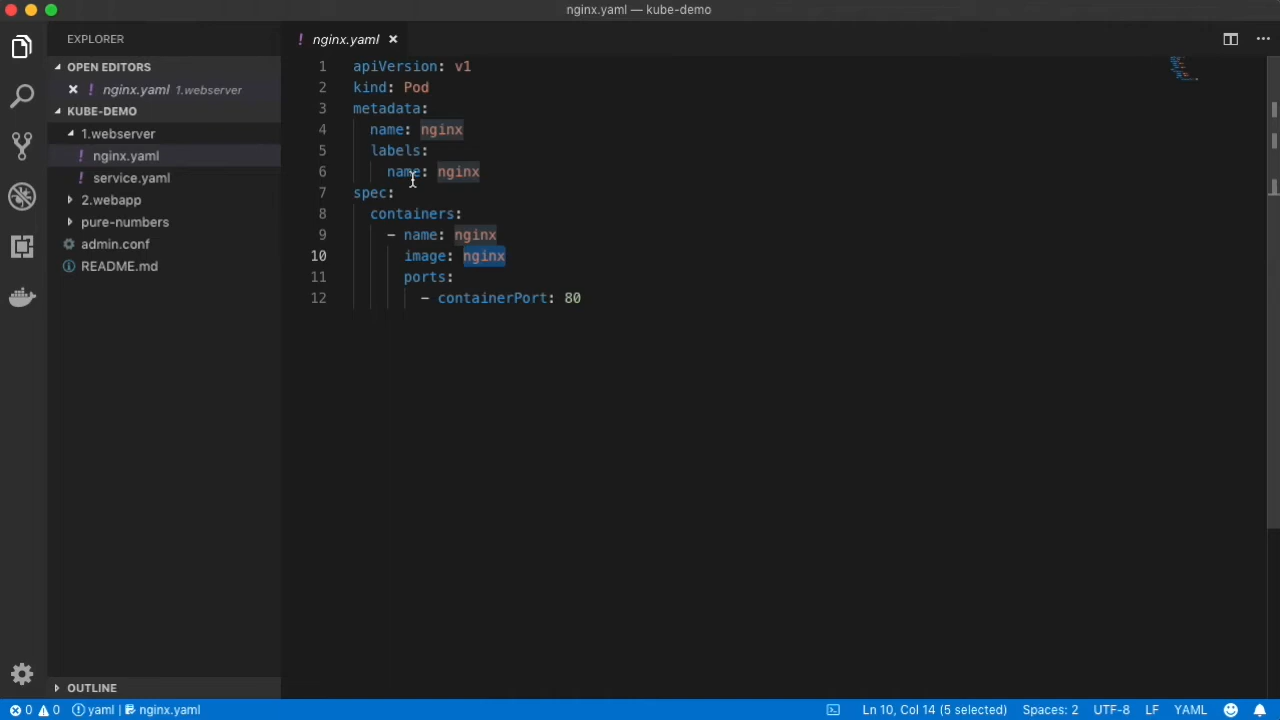 nginx.yaml — kube-demo
EXPLORER
OPEN EDITORS
nginx.yaml 1.webserver
KUBE-DEMO
1.webserver
nginx.yaml
service.yaml
2.webapp
pure-numbers
admin.conf
README.md
OUTLINE
nginx.yaml
1 apiVersion: v1
2 kind: Pod
3 metadata:
4 name: nginx
5 labels:
6 name: nginx
7 spec:
8 containers:
9 - name: nginx
10 image: nginx
11 ports:
12 - containerPort: 80
0 0 yaml | nginx.yaml Ln 10, Col 14 (5 selected) Spaces: 2 UTF-8 LF YAML